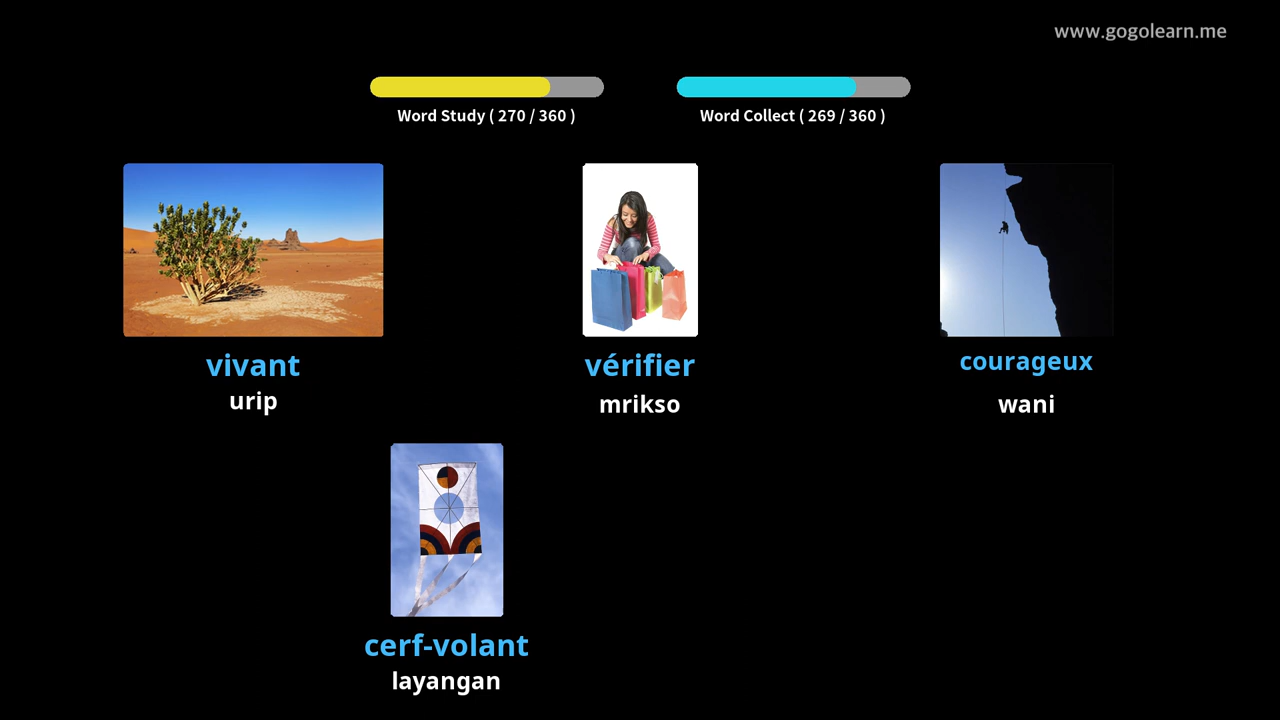 www.gogolearn.me
Word Study ( 270 / 360 )
Word Collect ( 269 / 360 )
vivant
urip
vérifier
mrikso
courageux
wani
cerf-volant
layangan